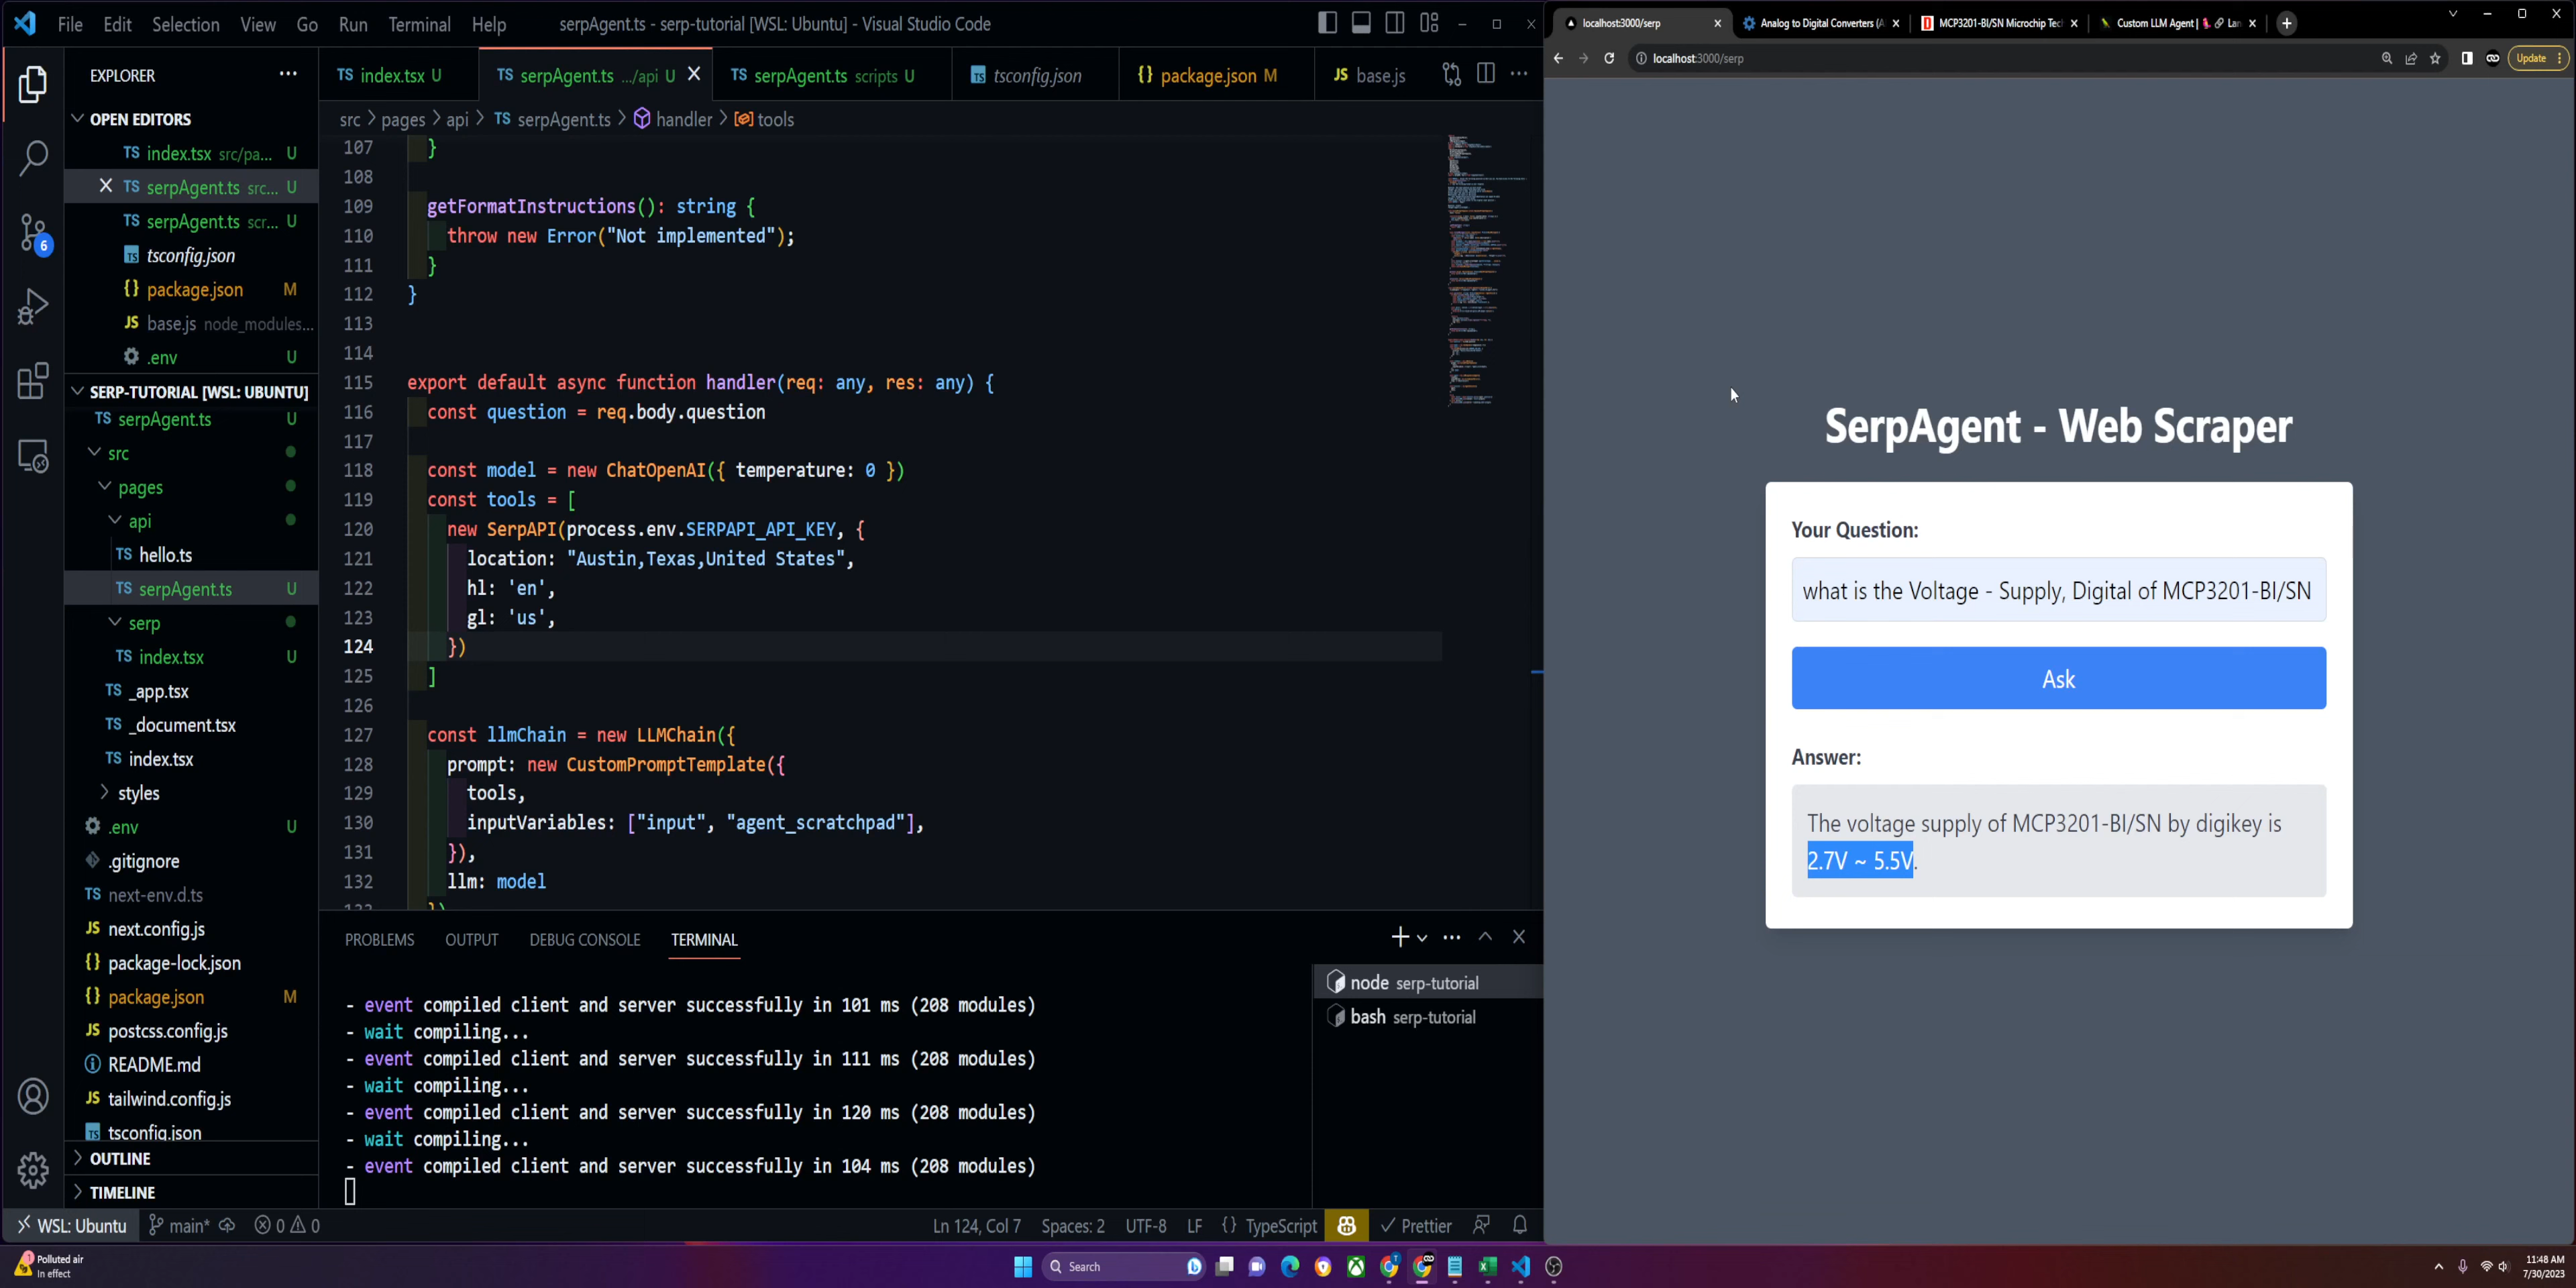 File Edit Selection View Go Run Terminal Help
serpAgent.ts - serp-tutorial [WSL: Ubuntu] - Visual Studio Code
EXPLORER
OPEN EDITORS
TS index.tsx src/pa... U
TS serpAgent.ts src... U
TS serpAgent.ts scr... U
tsconfig.json
{} package.json M
JS base.js node_modules...
.env U
SERP-TUTORIAL [WSL: UBUNTU]
TS serpAgent.ts U
src
pages
api
TS hello.ts
TS serpAgent.ts U
serp
TS index.tsx U
TS _app.tsx
TS _document.tsx
TS index.tsx
styles
.env U
.gitignore
TS next-env.d.ts
JS next.config.js
{} package-lock.json
{} package.json M
JS postcss.config.js
README.md
JS tailwind.config.js
tsconfig.json
OUTLINE
TIMELINE
6
TS index.tsx U
TS serpAgent.ts .../api U
TS serpAgent.ts scripts U
tsconfig.json
{} package.json M
JS base.js
src > pages > api > TS serpAgent.ts > handler > tools
107 }
108
109 getFormatInstructions(): string {
110 throw new Error("Not implemented");
111 }
112 }
113
114
115 export default async function handler(req: any, res: any) {
116 const question = req.body.question
117
118 const model = new ChatOpenAI({ temperature: 0 })
119 const tools = [
120 new SerpAPI(process.env.SERPAPI_API_KEY, {
121 location: "Austin,Texas,United States",
122 hl: 'en',
123 gl: 'us',
124 })
125 ]
126
127 const llmChain = new LLMChain({
128 prompt: new CustomPromptTemplate({
129 tools,
130 inputVariables: ["input", "agent_scratchpad"],
131 }),
132 llm: model
PROBLEMS OUTPUT DEBUG CONSOLE TERMINAL
- event compiled client and server successfully in 101 ms (208 modules)
- wait compiling...
- event compiled client and server successfully in 111 ms (208 modules)
- wait compiling...
- event compiled client and server successfully in 120 ms (208 modules)
- wait compiling...
- event compiled client and server successfully in 104 ms (208 modules)
node serp-tutorial
bash serp-tutorial
WSL: Ubuntu main* 0 0
Ln 124, Col 7 Spaces: 2 UTF-8 LF {} TypeScript Prettier
localhost:3000/serp
Analog to Digital Converters (A
MCP3201-BI/SN Microchip Tec
Custom LLM Agent | Lan
localhost:3000/serp
Update
SerpAgent - Web Scraper
Your Question:
what is the Voltage - Supply, Digital of MCP3201-BI/SN
Ask
Answer:
The voltage supply of MCP3201-BI/SN by digikey is
2.7V ~ 5.5V.
Polluted air
In effect
Search
11:48 AM
7/30/2023